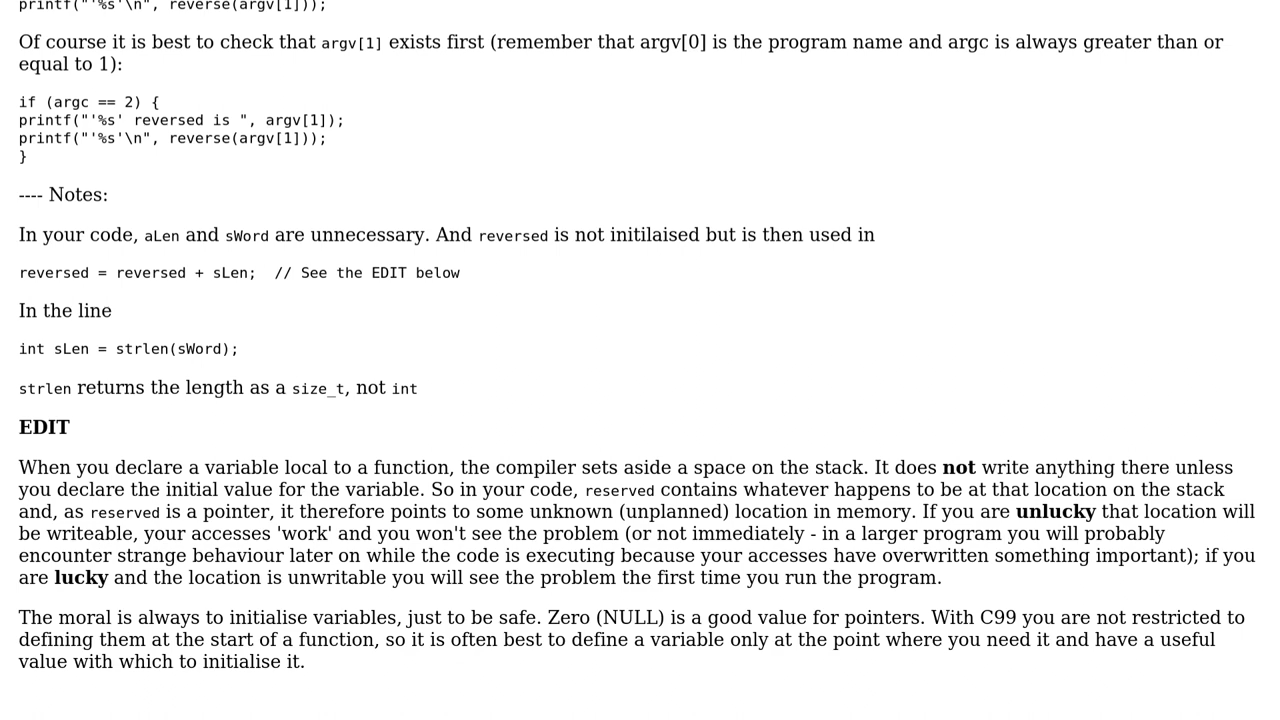 printf("'%s'\n", reverse(argv[1]));
Of course it is best to check that argv[1] exists first (remember that argv[0] is the program name and argc is always greater than or
equal to 1):
if (argc == 2) {
printf("'%s' reversed is ", argv[1]);
printf("'%s'\n", reverse(argv[1]));
}
---- Notes:
In your code, aLen and sWord are unnecessary. And reversed is not initilaised but is then used in
reversed = reversed + sLen;  // See the EDIT below
In the line
int sLen = strlen(sWord);
strlen returns the length as a size_t, not int
EDIT
When you declare a variable local to a function, the compiler sets aside a space on the stack. It does not write anything there unless
you declare the initial value for the variable. So in your code, reserved contains whatever happens to be at that location on the stack
and, as reserved is a pointer, it therefore points to some unknown (unplanned) location in memory. If you are unlucky that location will
be writeable, your accesses 'work' and you won't see the problem (or not immediately - in a larger program you will probably
encounter strange behaviour later on while the code is executing because your accesses have overwritten something important); if you
are lucky and the location is unwritable you will see the problem the first time you run the program.
The moral is always to initialise variables, just to be safe. Zero (NULL) is a good value for pointers. With C99 you are not restricted to
defining them at the start of a function, so it is often best to define a variable only at the point where you need it and have a useful
value with which to initialise it.